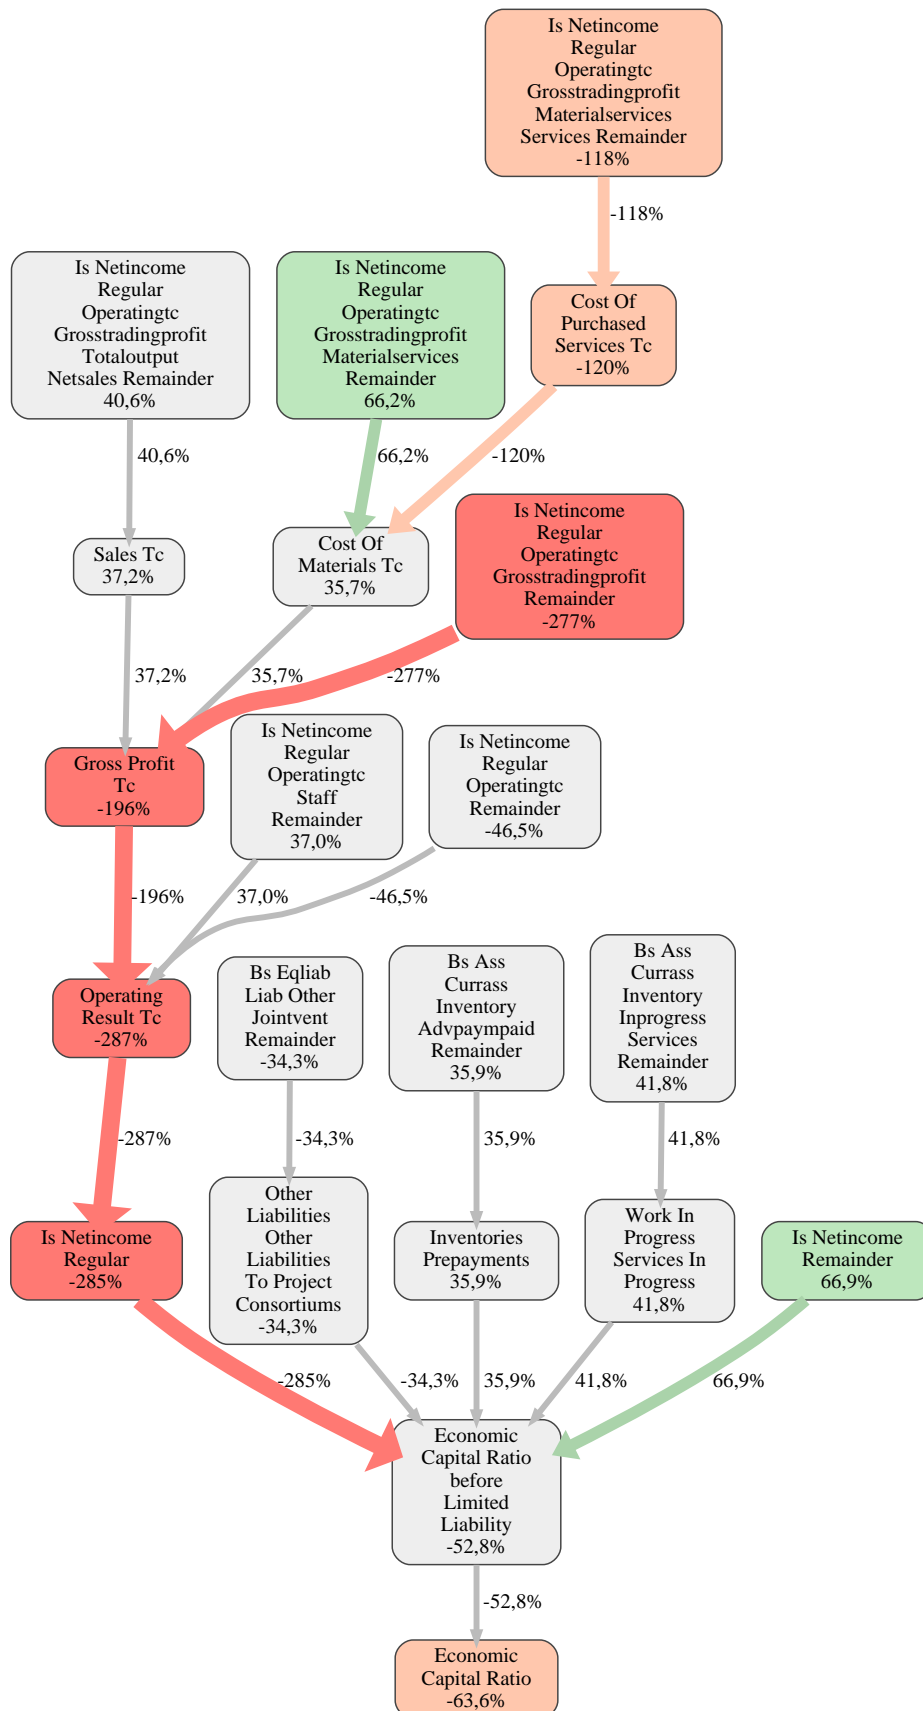 Is Netincome
Regular
Operatingtc
Grosstradingprofit
Materialservices
Services Remainder
-118%
-118%
Is Netincome
Regular
Operatingtc
Grosstradingprofit
Totaloutput
Netsales Remainder
40,6%
Is Netincome
Regular
Operatingtc
Grosstradingprofit
Materialservices
Remainder
66,2%
Cost Of
Purchased
Services Tc
-120%
40,6%
66,2%
-120%
Sales Tc
37,2%
Cost Of
Materials Tc
35,7%
Is Netincome
Regular
Operatingtc
Grosstradingprofit
Remainder
-277%
37,2%
35,7%
-277%
Gross Profit
Tc
-196%
Is Netincome
Regular
Operatingtc
Staff
Remainder
37,0%
Is Netincome
Regular
Operatingtc
Remainder
-46,5%
-196%
37,0%
-46,5%
Operating
Result Tc
-287%
Bs Eqliab
Liab Other
Jointvent
Remainder
-34,3%
Bs Ass
Currass
Inventory
Advpaympaid
Remainder
35,9%
Bs Ass
Currass
Inventory
Inprogress
Services
Remainder
41,8%
-287%
-34,3%
35,9%
41,8%
Is Netincome
Regular
-285%
Other
Liabilities
Other
Liabilities
To Project
Consortiums
-34,3%
Inventories
Prepayments
35,9%
Work In
Progress
Services In
Progress
41,8%
Is Netincome
Remainder
66,9%
-285%
-34,3%
35,9%
41,8%
66,9%
Economic
Capital Ratio
before
Limited
Liability
-52,8%
-52,8%
Economic
Capital Ratio
-63,6%